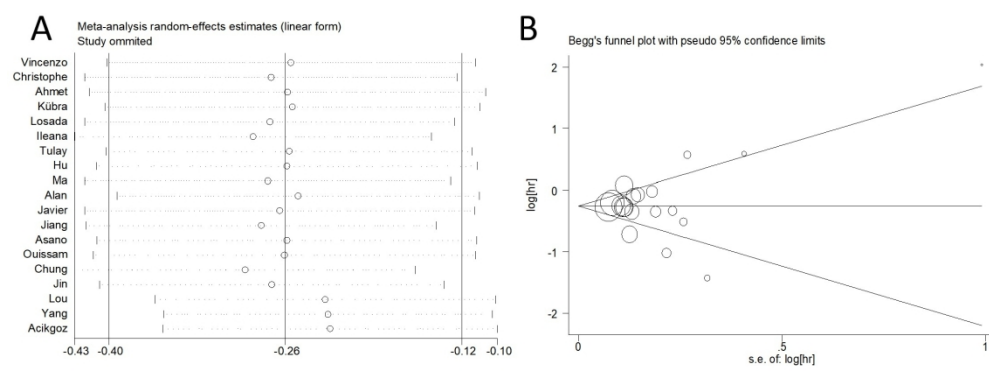 A
Meta-analysis random-effects estimates (linear form)
Study ommited
Vincenzo
Christophe
Ahmet
Kübra
Losada
Ileana
Tulay
Hu
Ma
Alan
Javier
Jiang
Asano
Ouissam
Chung
Jin
Lou
Yang
Acikgoz
-0.43 -0.40 -0.26 -0.12 -0.10
B
Begg's funnel plot with pseudo 95% confidence limits
log[hr]
2
1
0
-1
-2
0 .5 1
s.e. of: log[hr]